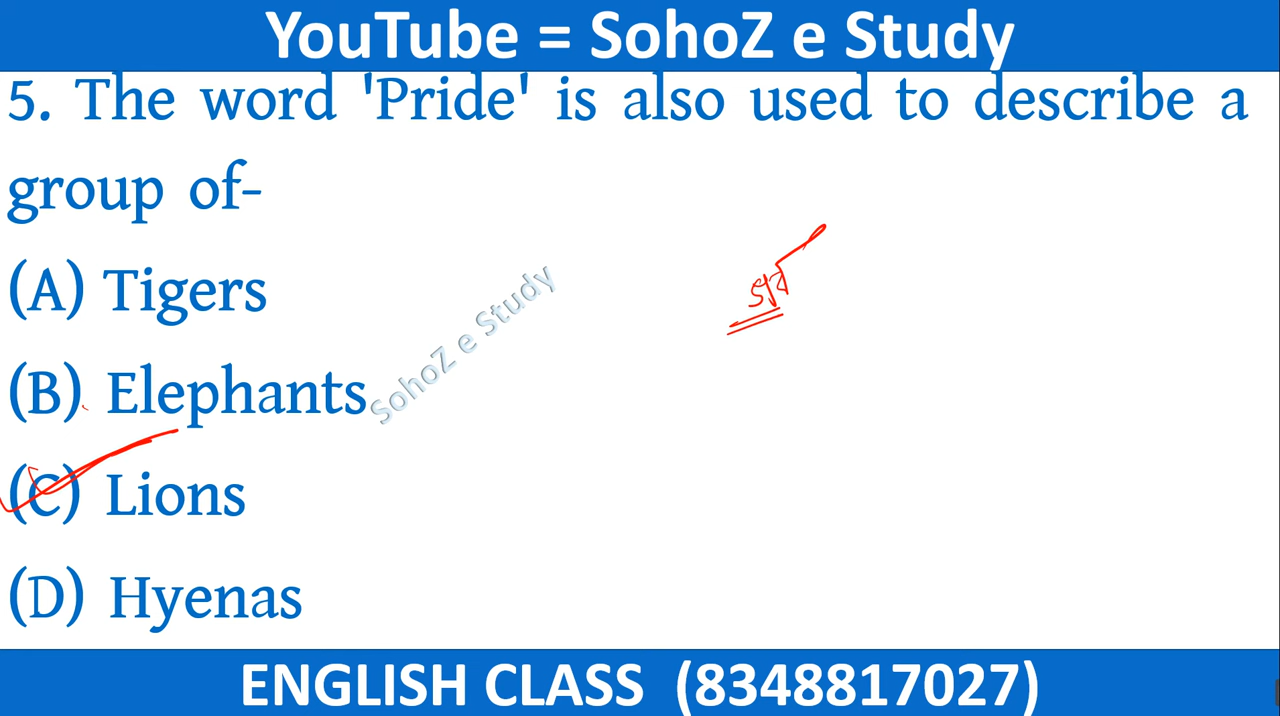 YouTube = SohoZ e Study
5. The word 'Pride' is also used to describe a
group of-
(A) Tigers
(B) Elephants
(C) Lions
(D) Hyenas
SohoZ e Study
ENGLISH CLASS (8348817027)